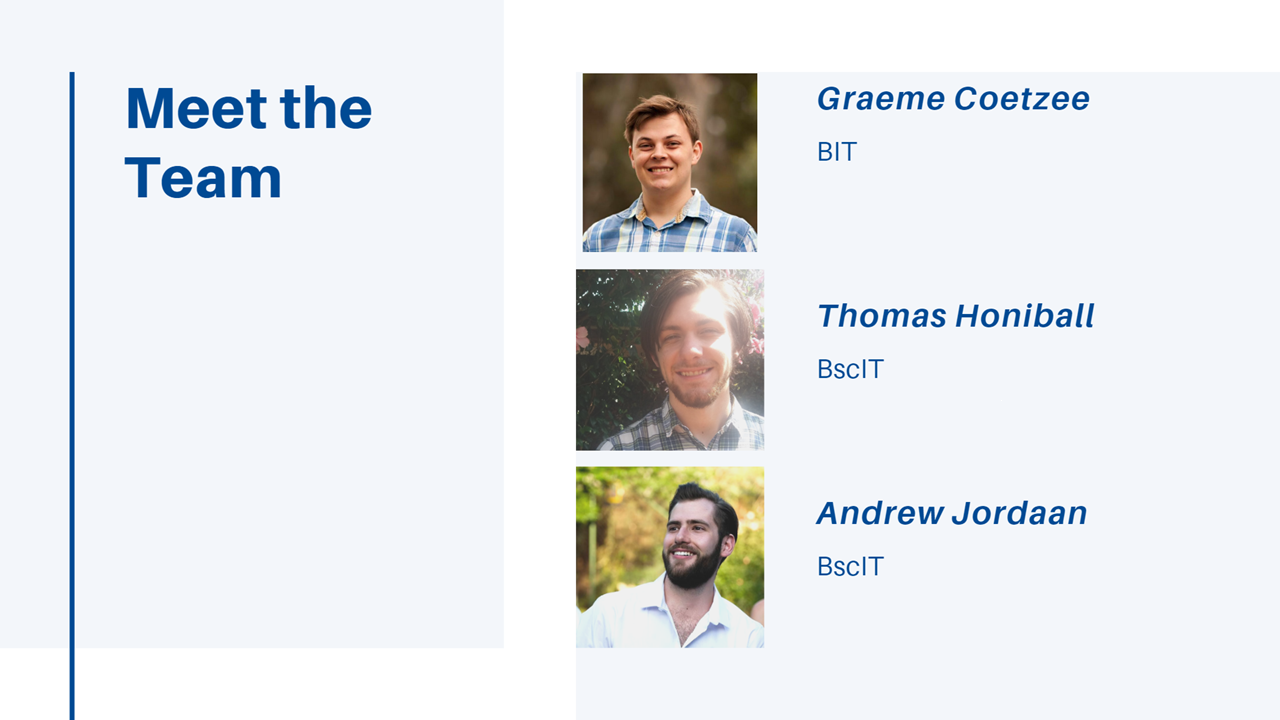 Meet the
Team
Graeme Coetzee
BIT
Thomas Honiball
BscIT
Andrew Jordaan
BscIT